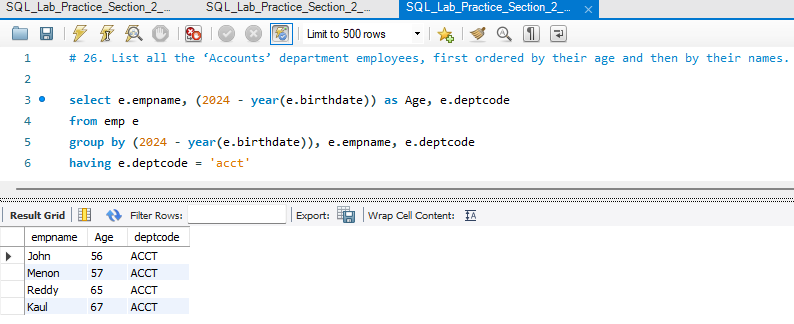 SQL_Lab_Practice_Section_2_... SQL_Lab_Practice_Section_2_... SQL_Lab_Practice_Section_2_...
Limit to 500 rows
1 # 26. List all the ‘Accounts’ department employees, first ordered by their age and then by their names.
2
3 select e.empname, (2024 - year(e.birthdate)) as Age, e.deptcode
4 from emp e
5 group by (2024 - year(e.birthdate)), e.empname, e.deptcode
6 having e.deptcode = 'acct'
Result Grid Filter Rows: Export: Wrap Cell Content:
empname Age deptcode
John 56 ACCT
Menon 57 ACCT
Reddy 65 ACCT
Kaul 67 ACCT